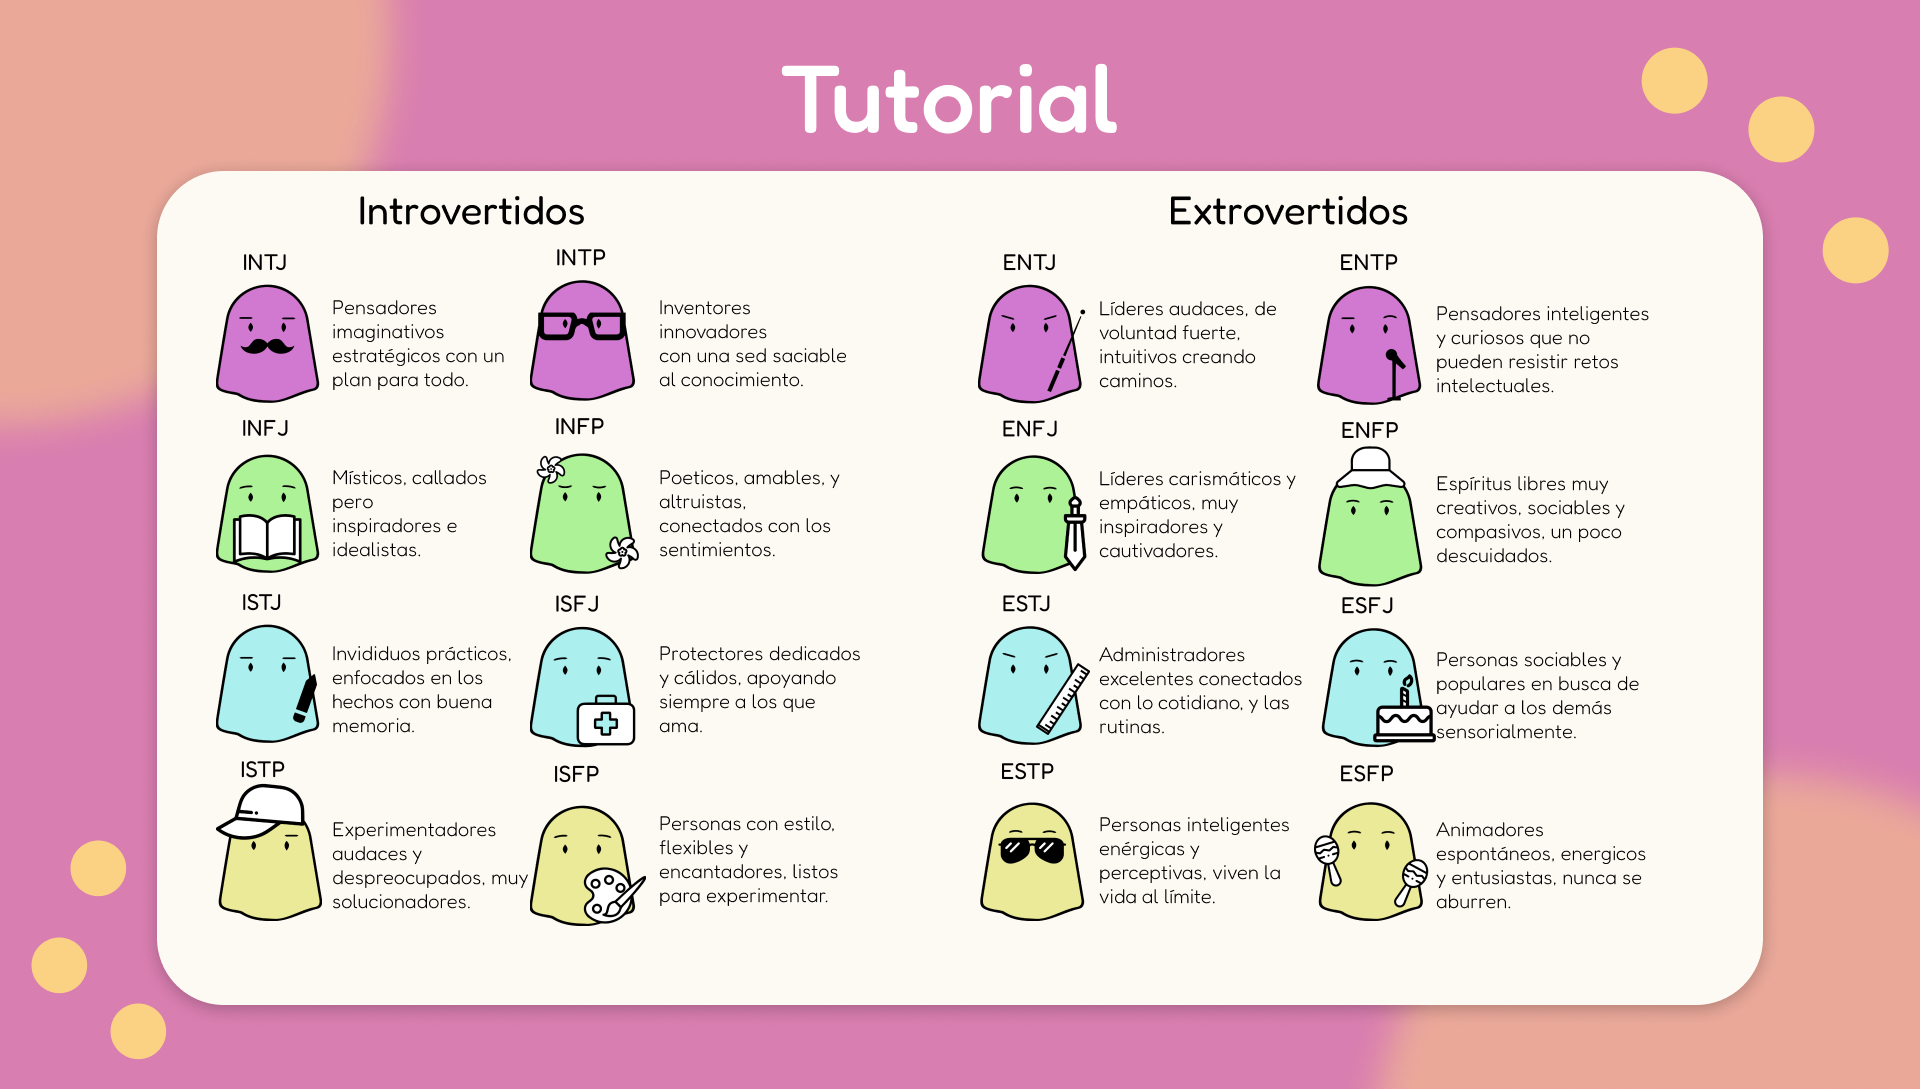 Tutorial
Introvertidos
INTJ
Pensadores
imaginativos
estratégicos con un
plan para todo.
INTP
Inventores
innovadores
con una sed saciable
al conocimiento.
INFJ
Místicos, callados
pero
inspiradores e
idealistas.
INFP
Poeticos, amables, y
altruistas,
conectados con los
sentimientos.
ISTJ
Invididuos prácticos,
enfocados en los
hechos con buena
memoria.
ISFJ
Protectores dedicados
y cálidos, apoyando
siempre a los que
ama.
ISTP
Experimentadores
audaces y
despreocupados, muy
solucionadores.
ISFP
Personas con estilo,
flexibles y
encantadores, listos
para experimentar.
Extrovertidos
ENTJ
Líderes audaces, de
voluntad fuerte,
intuitivos creando
caminos.
ENTP
Pensadores inteligentes
y curiosos que no
pueden resistir retos
intelectuales.
ENFJ
Líderes carismáticos y
empáticos, muy
inspiradores y
cautivadores.
ENFP
Espíritus libres muy
creativos, sociables y
compasivos, un poco
descuidados.
ESTJ
Administradores
excelentes conectados
con lo cotidiano, y las
rutinas.
ESFJ
Personas sociables y
populares en busca de
ayudar a los demás
sensorialmente.
ESTP
Personas inteligentes
enérgicas y
perceptivas, viven la
vida al límite.
ESFP
Animadores
espontáneos, energicos
y entusiastas, nunca se
aburren.